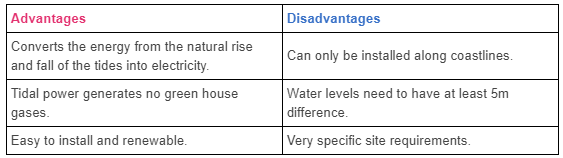 Advantages
Disadvantages
Converts the energy from the natural rise
and fall of the tides into electricity.
Can only be installed along coastlines.
Tidal power generates no green house
gases.
Water levels need to have at least 5m
difference.
Easy to install and renewable.
Very specific site requirements.